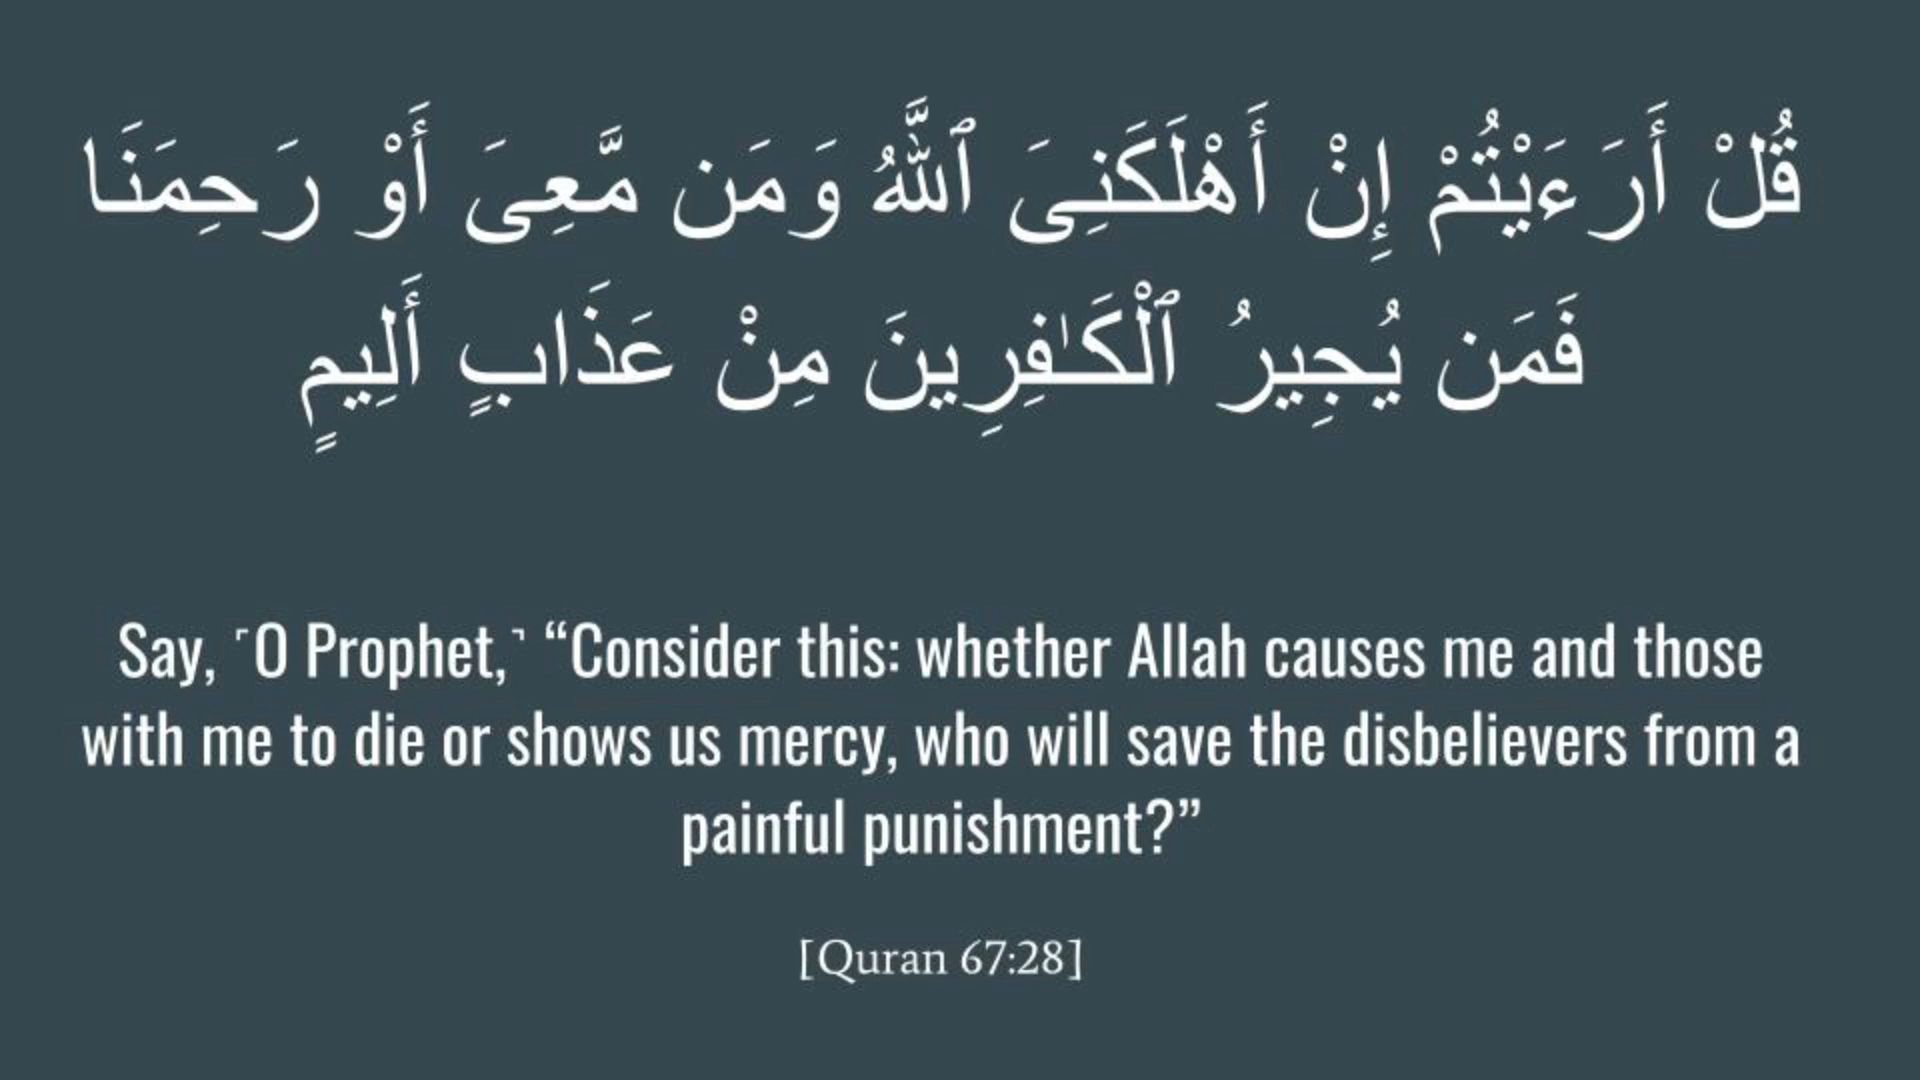 قُلْ أَرَءَيْتُمْ إِنْ أَهْلَكَنِىَ ٱللَّهُ وَمَن مَّعِىَ أَوْ رَحِمَنَا
فَمَن يُجِيرُ ٱلْكَـٰفِرِينَ مِنْ عَذَابٍ أَلِيمٍ
Say, ˹O Prophet,˺ “Consider this: whether Allah causes me and those
with me to die or shows us mercy, who will save the disbelievers from a
painful punishment?”
[Quran 67:28]